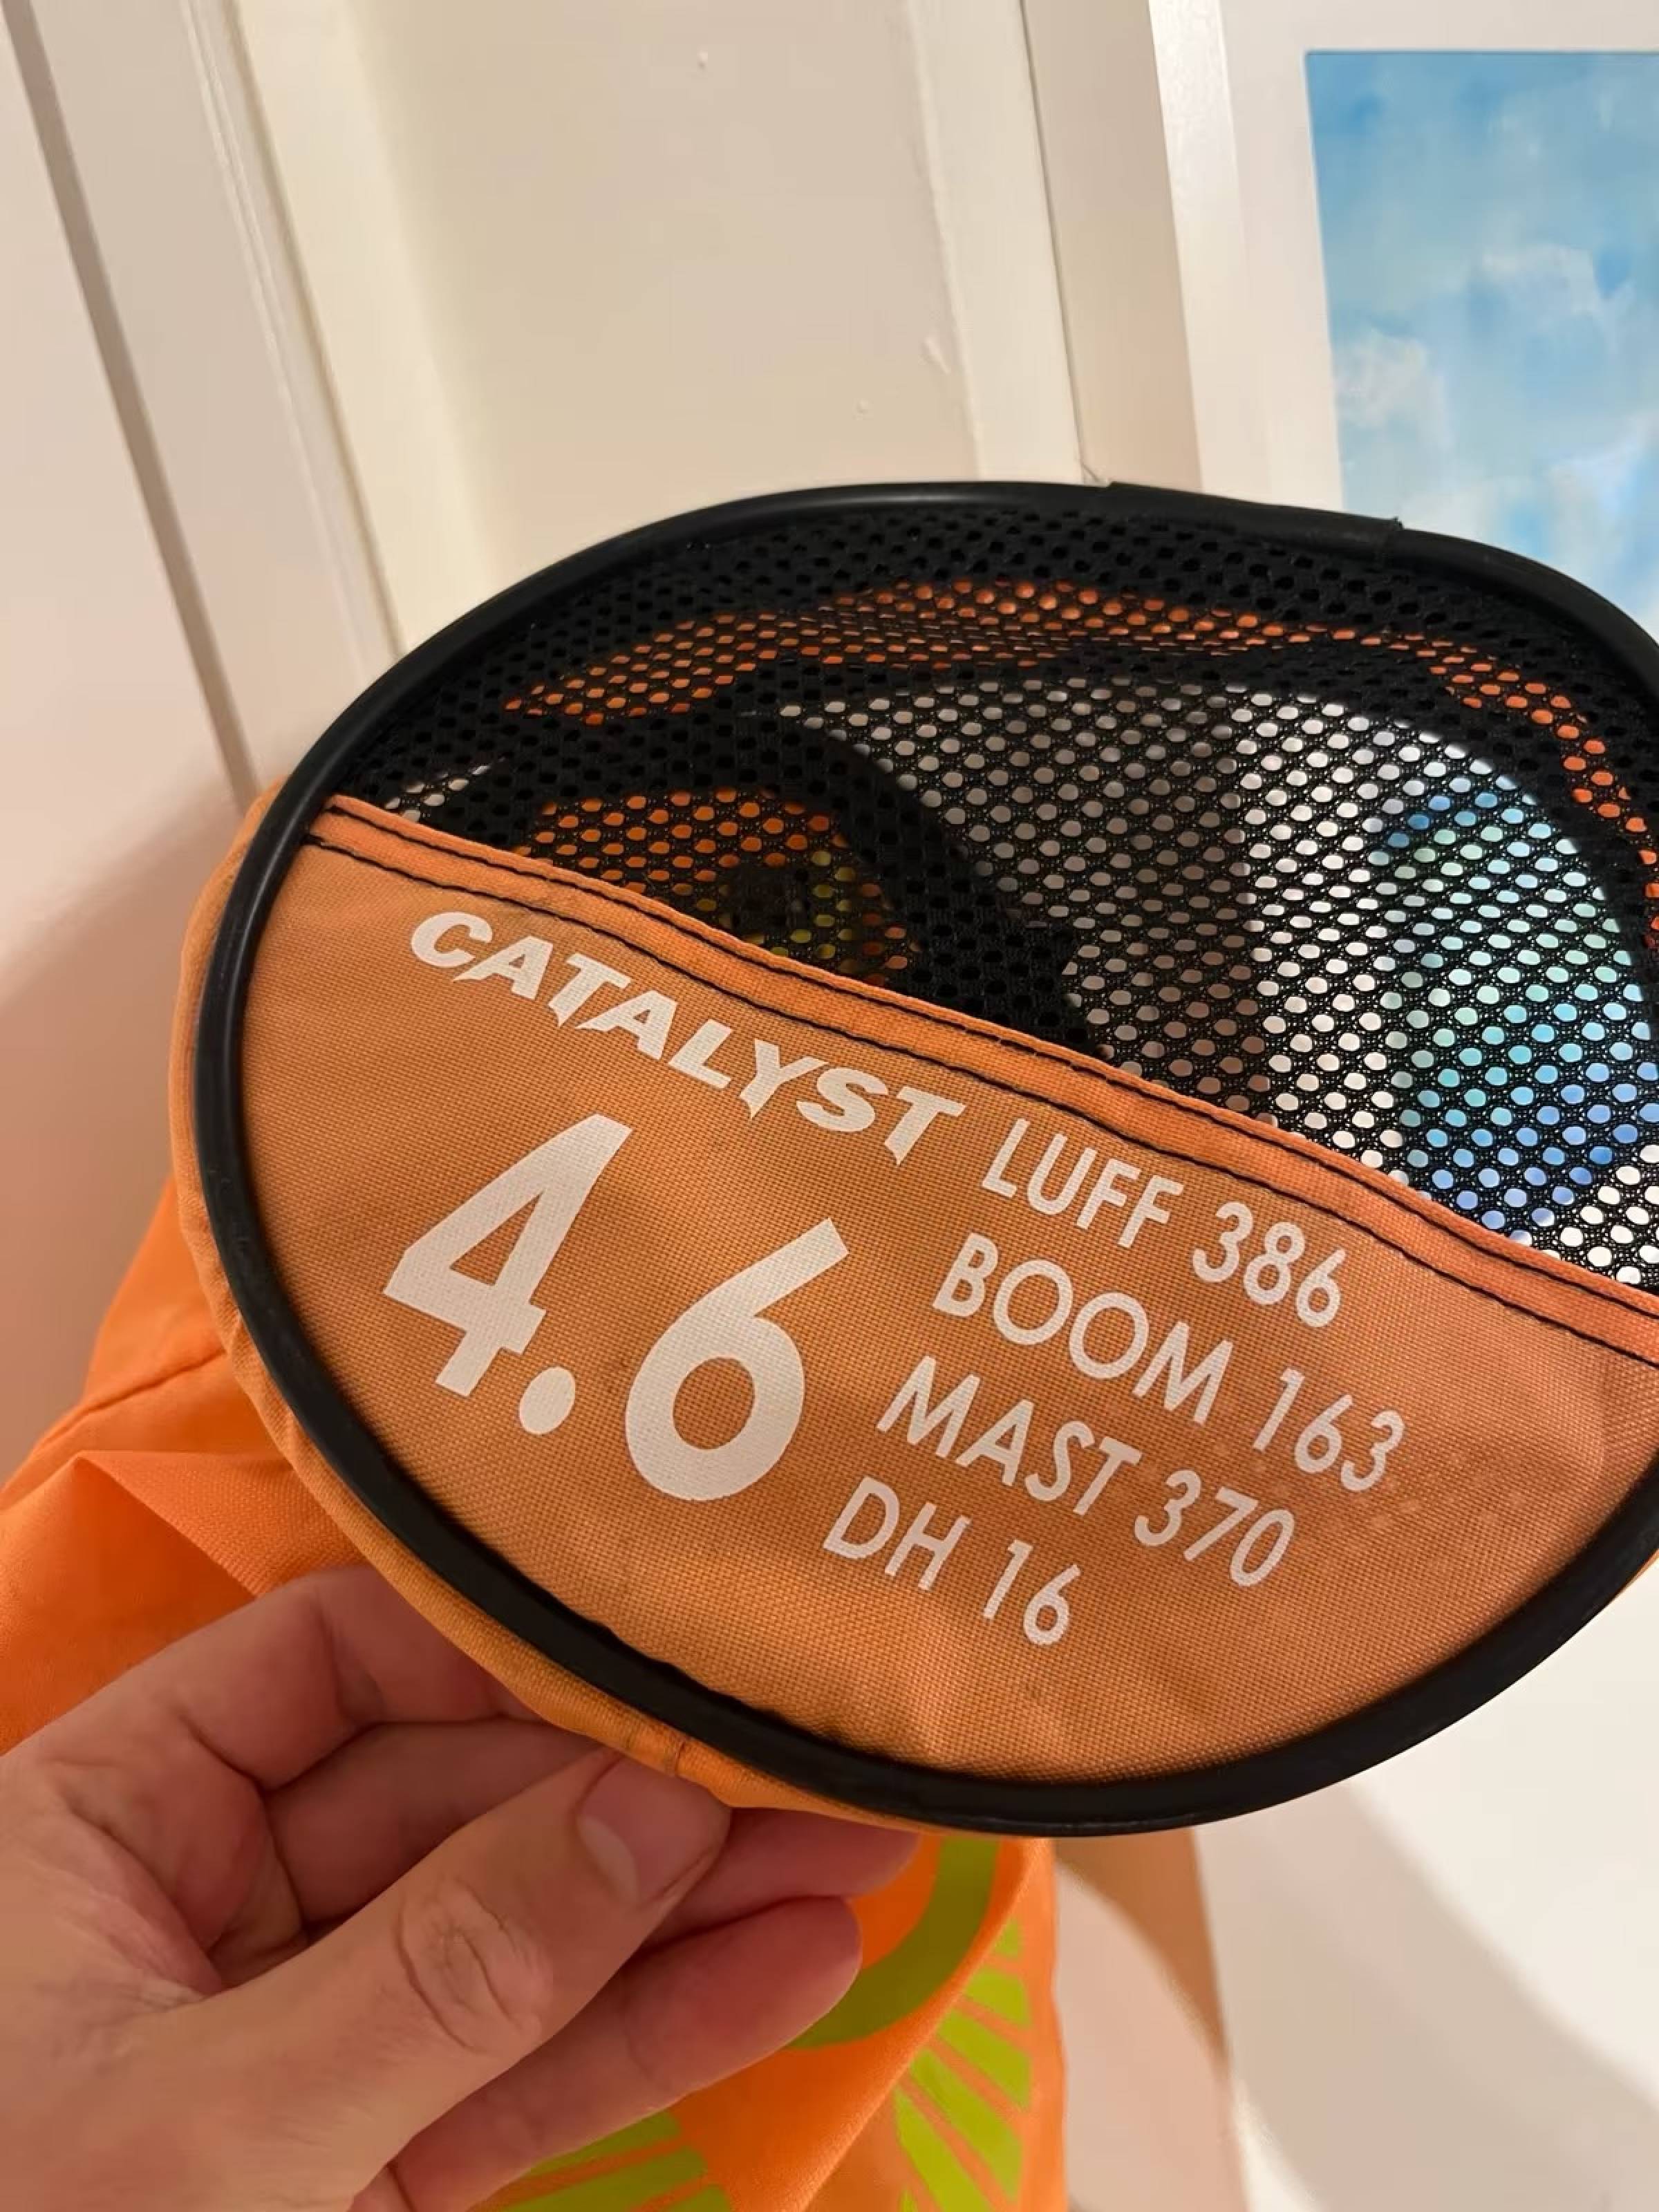 CATALYST
4.6
LUFF 386
BOOM 163
MAST 370
DH 16